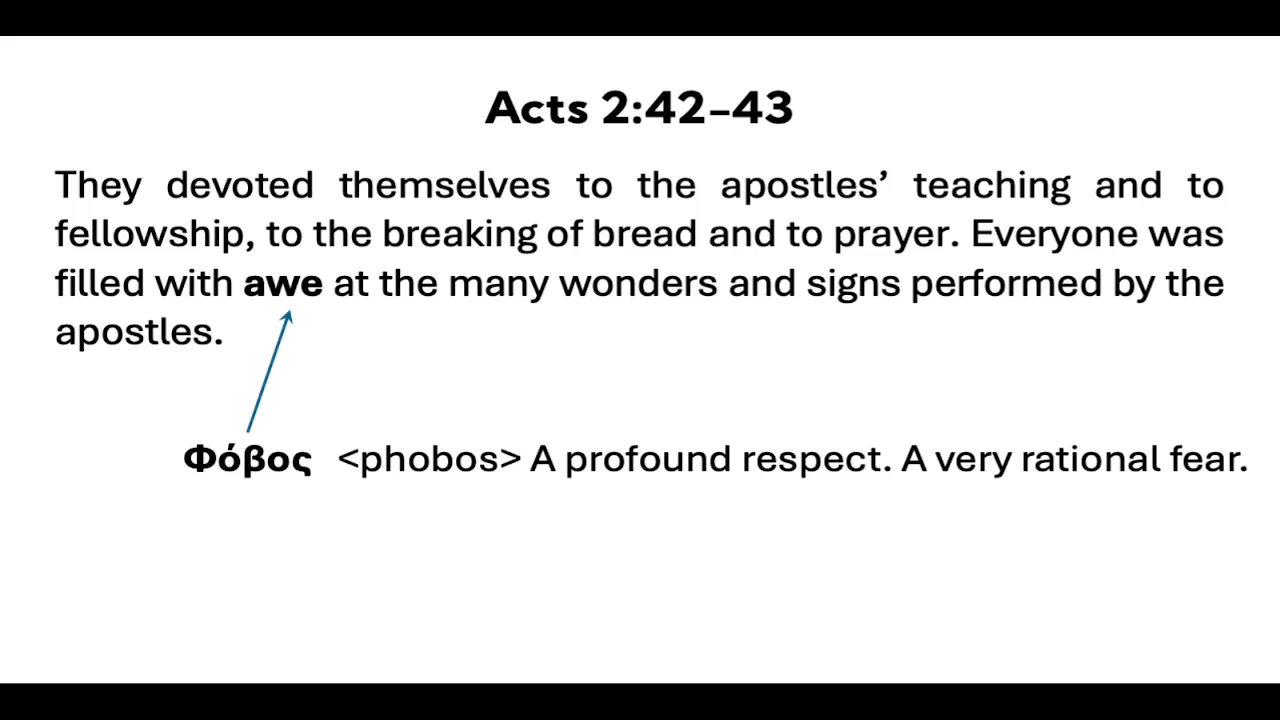 Acts 2:42–43
They devoted themselves to the apostles’ teaching and to
fellowship, to the breaking of bread and to prayer. Everyone was
filled with awe at the many wonders and signs performed by the
apostles.
Φόβος <phobos> A profound respect. A very rational fear.